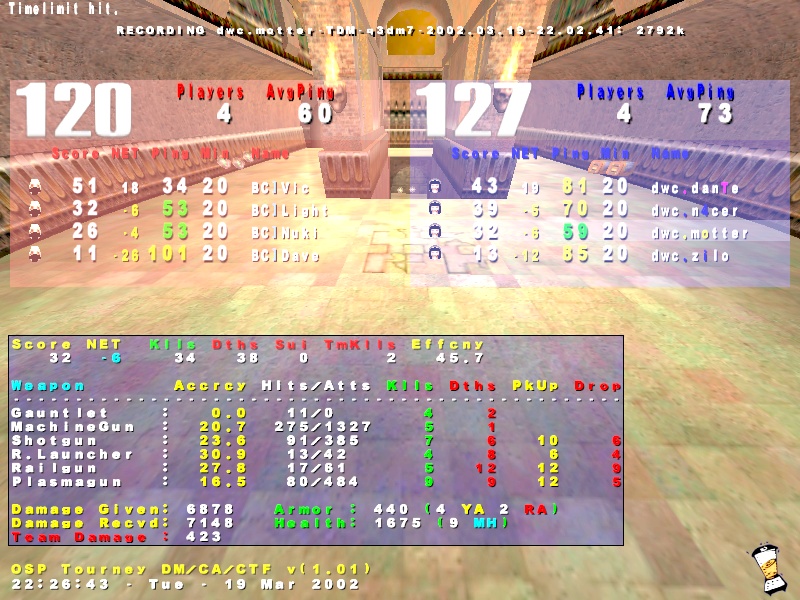 Timelimit hit.
RECORDING dwc.motter-TDM-q3dm7-2002.03.19-22.02.41: 2792k
120 Players AvgPing 127 Players AvgPing
4 60 4 73
Score NET Ping Min Name Score NET Ping Min Name
51 18 34 20 BC|Vic 43 19 81 20 dwc.danTe
32 -6 53 20 BC|Light 39 -5 70 20 dwc.n4cer
26 -4 53 20 BC|Nuki 32 -6 59 20 dwc.motter
11 -26 101 20 BC|Dave 13 -12 85 20 dwc.zilo
Score NET Klls Dths Sui TmKlls Effcny
32 -6 34 38 0 2 45.7
Weapon Accrcy Hits/Atts Klls Dths PkUp Drop
Gauntlet : 0.0 11/0 4 2
MachineGun : 20.7 275/1327 5 1
Shotgun : 23.6 91/385 7 6 10 6
R.Launcher : 30.9 13/42 4 8 6 4
Railgun : 27.8 17/61 5 12 12 9
Plasmagun : 16.5 80/484 9 9 12 5
Damage Given: 6878 Armor : 440 (4 YA 2 RA)
Damage Recvd: 7148 Health: 1675 (9 MH)
Team Damage : 423
OSP Tourney DM/CA/CTF v(1.01)
22:26:43 - Tue - 19 Mar 2002